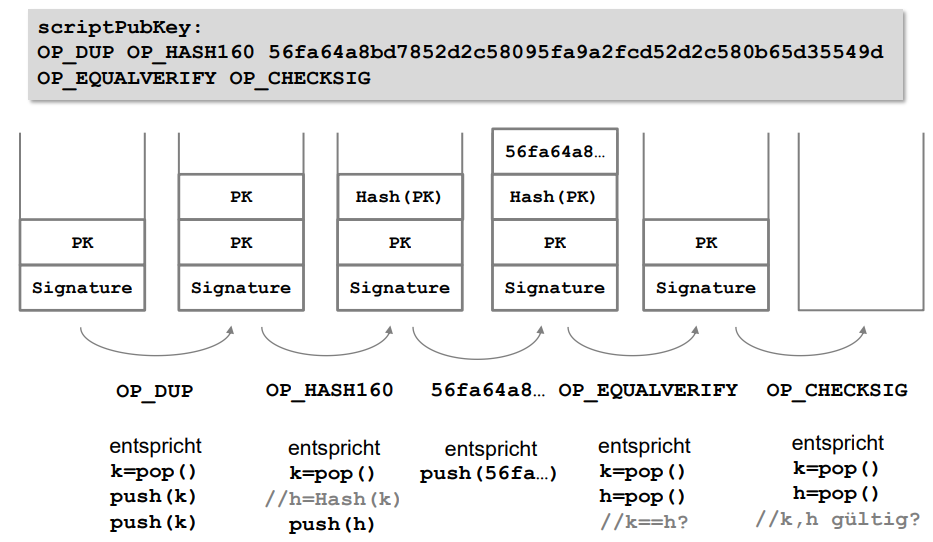 scriptPubKey:
OP_DUP OP_HASH160 56fa64a8bd7852d2c58095fa9a2fcd52d2c580b65d35549d
OP_EQUALVERIFY OP_CHECKSIG
PK
Signature
PK
PK
Signature
Hash(PK)
PK
Signature
56fa64a8…
Hash(PK)
PK
Signature
PK
Signature
OP_DUP
entspricht
k=pop()
push(k)
push(k)
OP_HASH160
entspricht
k=pop()
//h=Hash(k)
push(h)
56fa64a8…
entspricht
push(56fa…)
OP_EQUALVERIFY
entspricht
k=pop()
h=pop()
//k==h?
OP_CHECKSIG
entspricht
k=pop()
h=pop()
//k,h gültig?